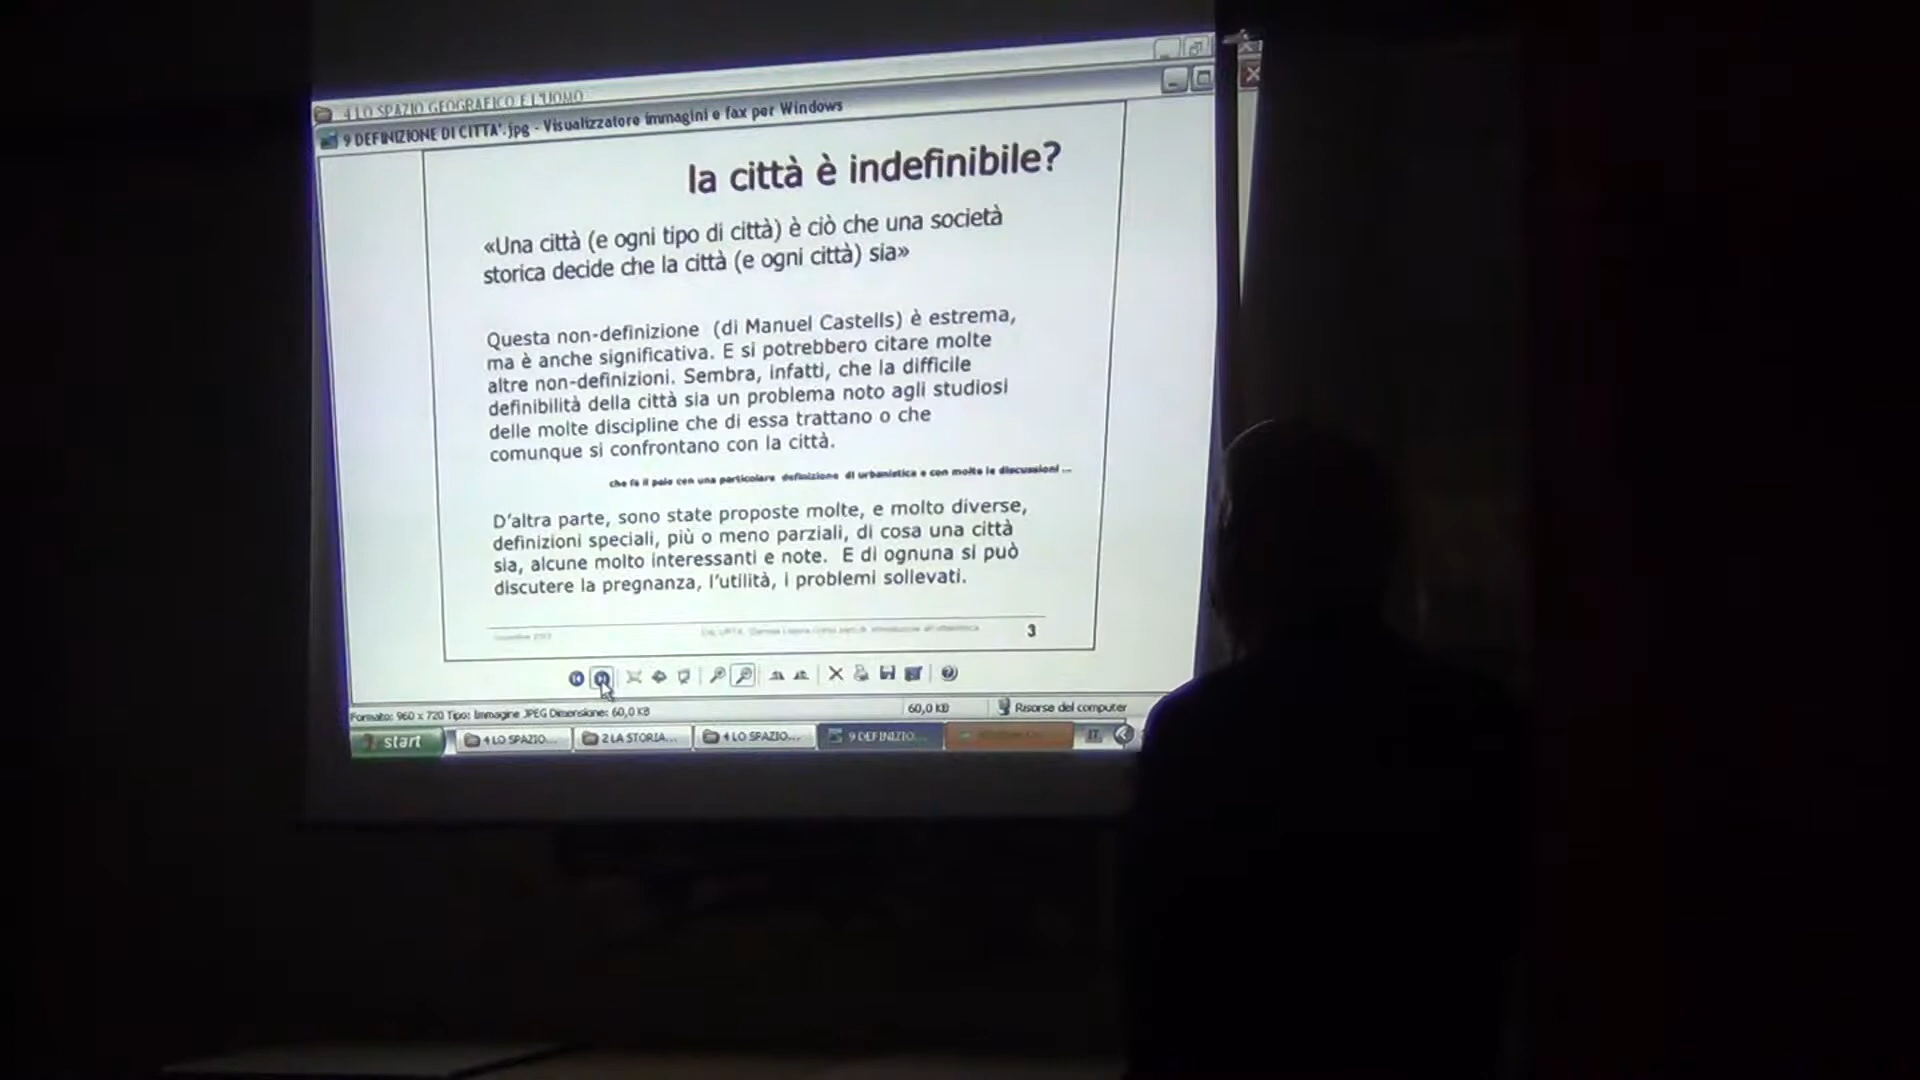 4 LO SPAZIO GEOGRAFICO E L'UOMO
9 DEFINIZIONE DI CITTA'.jpg - Visualizzatore immagini e fax per Windows
la città è indefinibile?
«Una città (e ogni tipo di città) è ciò che una società
storica decide che la città (e ogni città) sia»
Questa non-definizione (di Manuel Castells) è estrema,
ma è anche significativa. E si potrebbero citare molte
altre non-definizioni. Sembra, infatti, che la difficile
definibilità della città sia un problema noto agli studiosi
delle molte discipline che di essa trattano o che
comunque si confrontano con la città.
che fa il paio con una particolare definizione di urbanistica e con molte le discussioni ...
D'altra parte, sono state proposte molte, e molto diverse,
definizioni speciali, più o meno parziali, di cosa una città
sia, alcune molto interessanti e note. E di ognuna si può
discutere la pregnanza, l'utilità, i problemi sollevati.
3
Formato: 960 x 720 Tipo: Immagine JPEG Dimensione: 60,0 KB
60,0 KB
Risorse del computer
start
4 LO SPAZIO...
2 LA STORIA...
4 LO SPAZIO...
9 DEFINIZIO...
IT